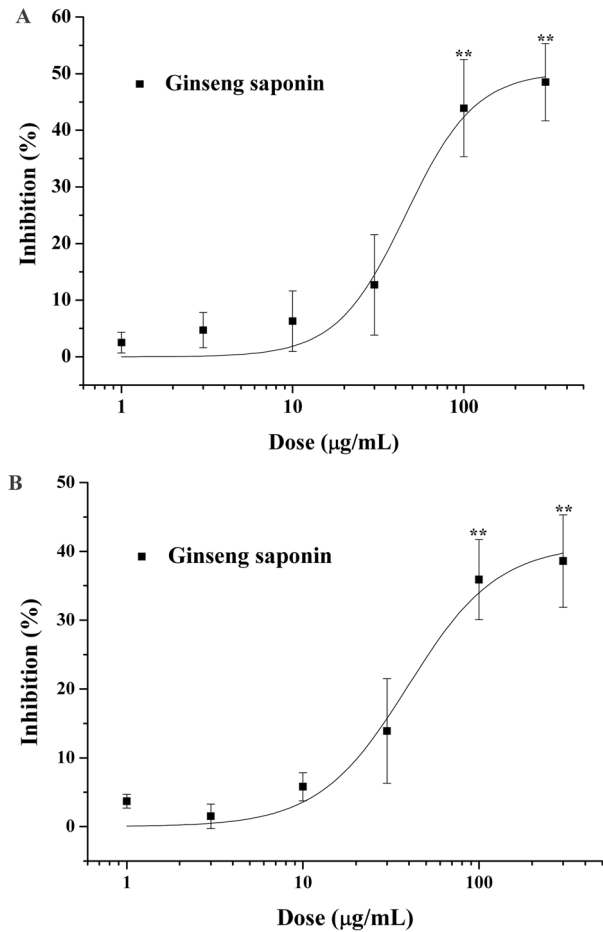 A
60
50
40
30
20
10
0
Inhibition (%)
Ginseng saponin
**
**
1
10
100
Dose (μg/mL)
B
50
40
30
20
10
0
Inhibition (%)
Ginseng saponin
**
**
1
10
100
Dose (μg/mL)